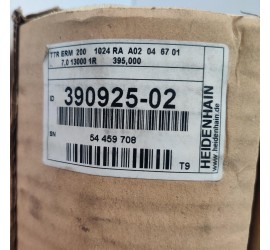 TTR ERM 200 1024 RA A02 04 67 01
7,0 13000 1R 395,000
ID 390925-02
SN 54 459 708
T9
HEIDENHAIN
www.heidenhain.de